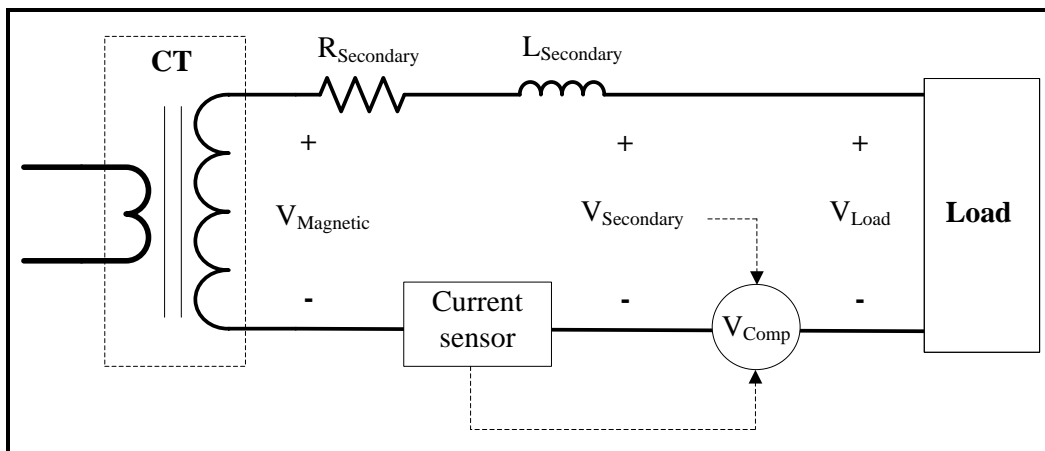 CT
R_Secondary
L_Secondary
+
+
+
V_Magnetic
V_Secondary
V_Load
Load
-
-
-
Current
sensor
V_Comp